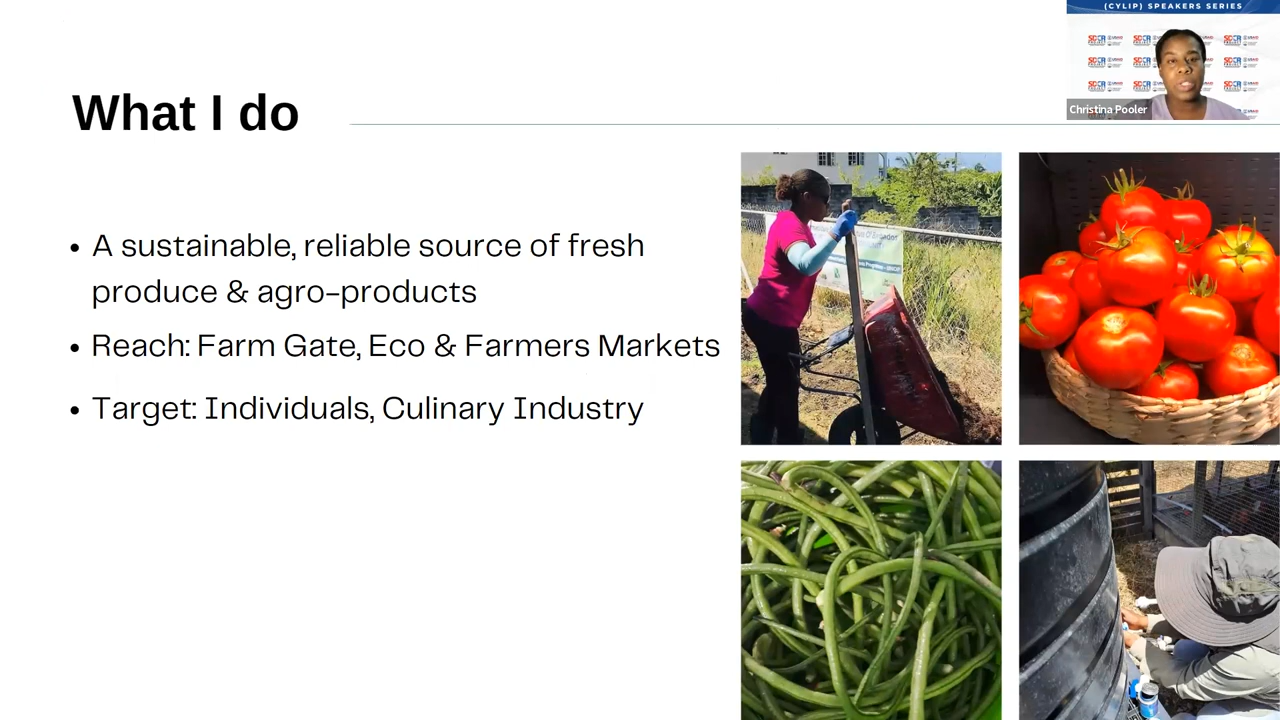 (CYLIP) SPEAKERS SERIES
Christina Pooler
What I do
• A sustainable, reliable source of fresh
produce & agro-products
• Reach: Farm Gate, Eco & Farmers Markets
• Target: Individuals, Culinary Industry